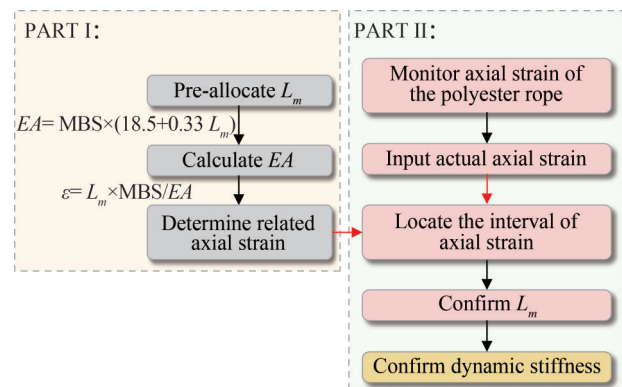 PART I:
Pre-allocate Lm
EA= MBS×(18.5+0.33 Lm)
Calculate EA
ε= Lm×MBS/EA
Determine related
axial strain
PART II:
Monitor axial strain of
the polyester rope
Input actual axial strain
Locate the interval of
axial strain
Confirm Lm
Confirm dynamic stiffness